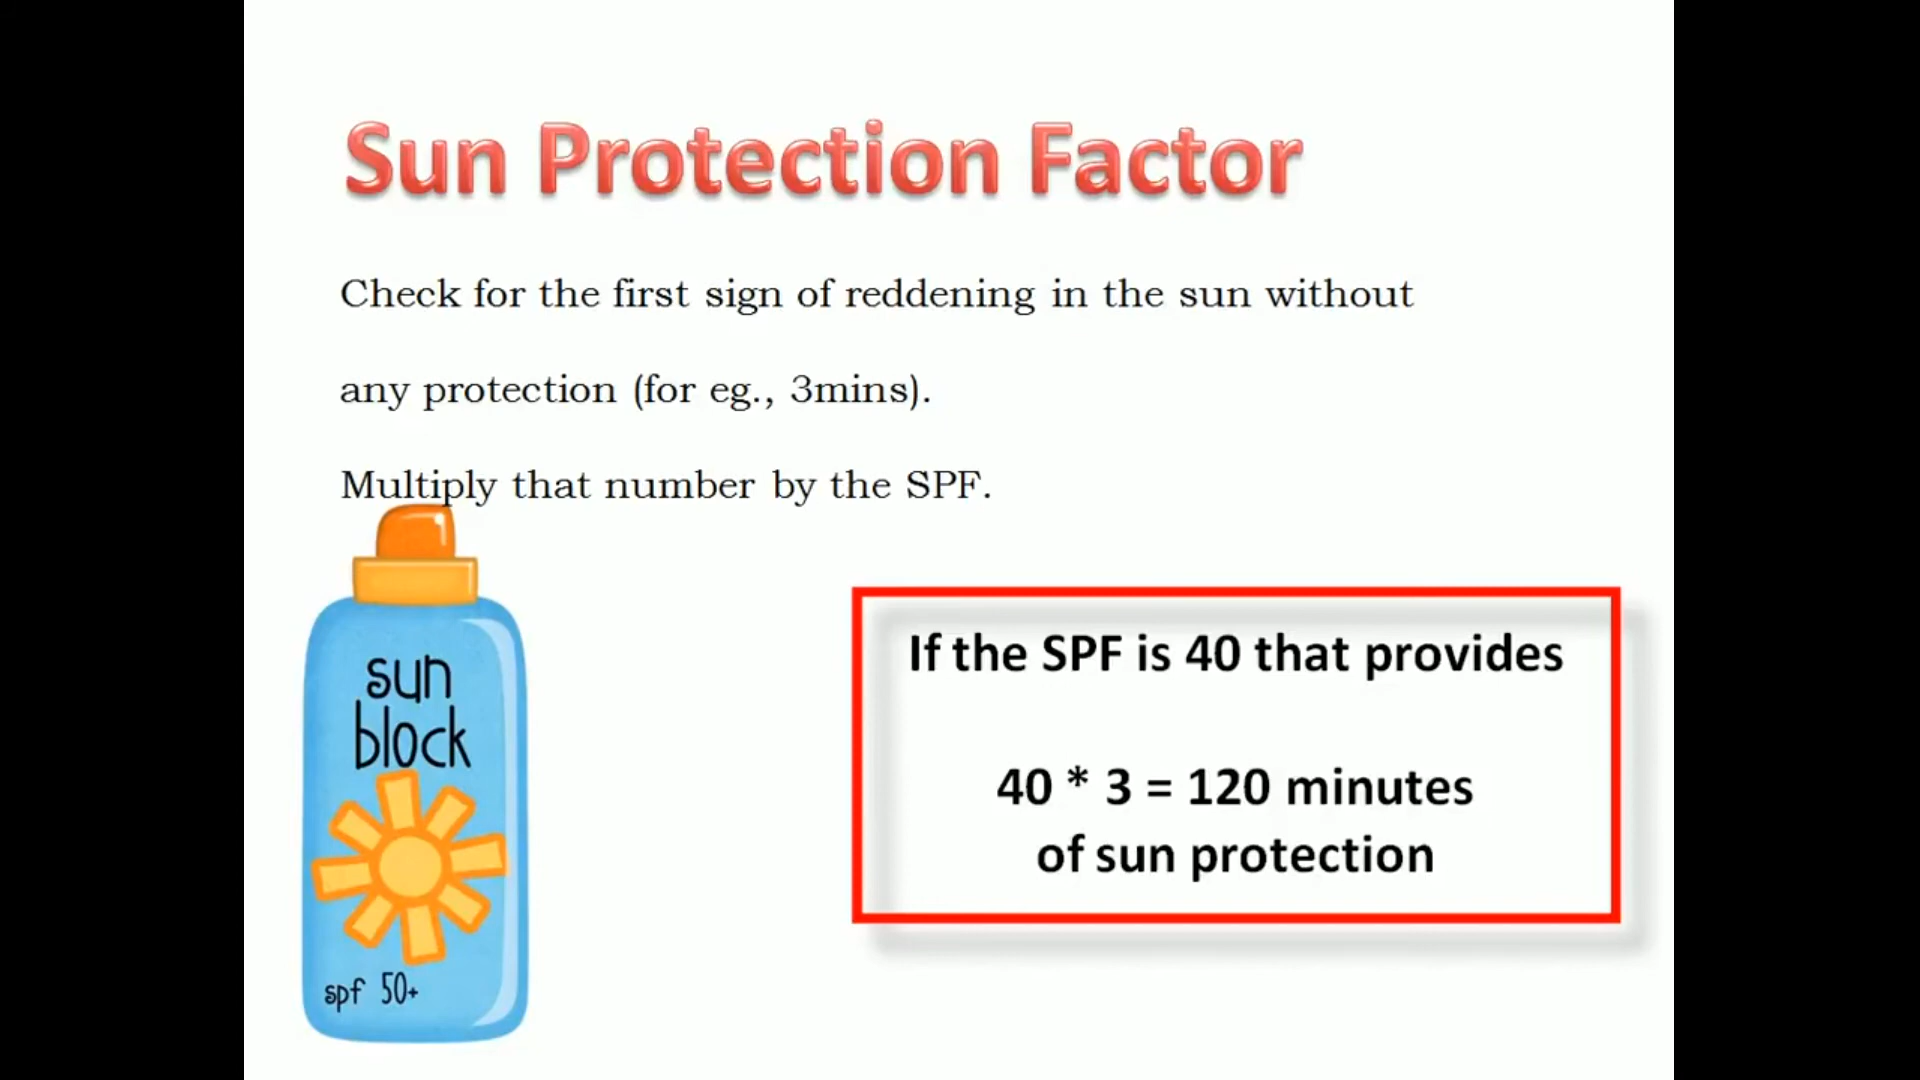 Sun Protection Factor
Check for the first sign of reddening in the sun without
any protection (for eg., 3mins).
Multiply that number by the SPF.
sun
block
spf 50+
If the SPF is 40 that provides
40 * 3 = 120 minutes
of sun protection